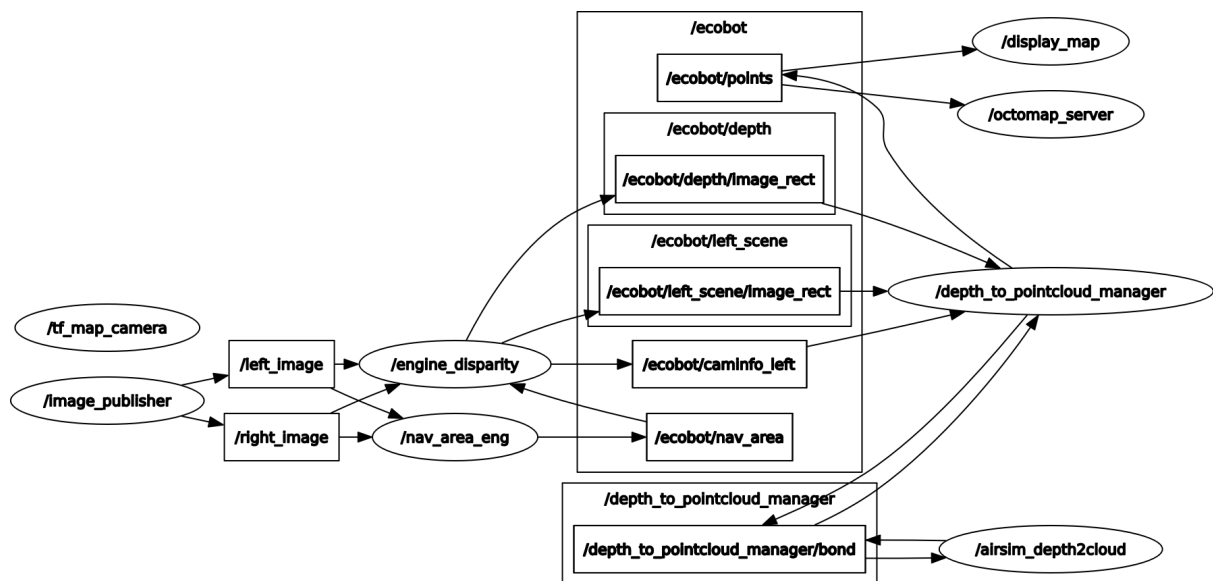 /ecobot
/display_map
/ecobot/points
/octomap_server
/ecobot/depth
/ecobot/depth/image_rect
/ecobot/left_scene
/ecobot/left_scene/image_rect
/depth_to_pointcloud_manager
/tf_map_camera
/left_image
/engine_disparity
/ecobot/caminfo_left
/image_publisher
/right_image
/nav_area_eng
/ecobot/nav_area
/depth_to_pointcloud_manager
/depth_to_pointcloud_manager/bond
/airsim_depth2cloud